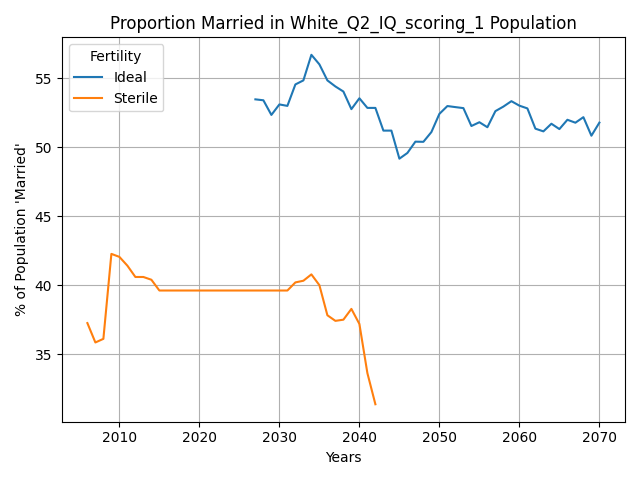 Proportion Married in White_Q2_IQ_scoring_1 Population
Fertility
Ideal
Sterile
% of Population 'Married'
55
50
45
40
35
2010 2020 2030 2040 2050 2060 2070
Years